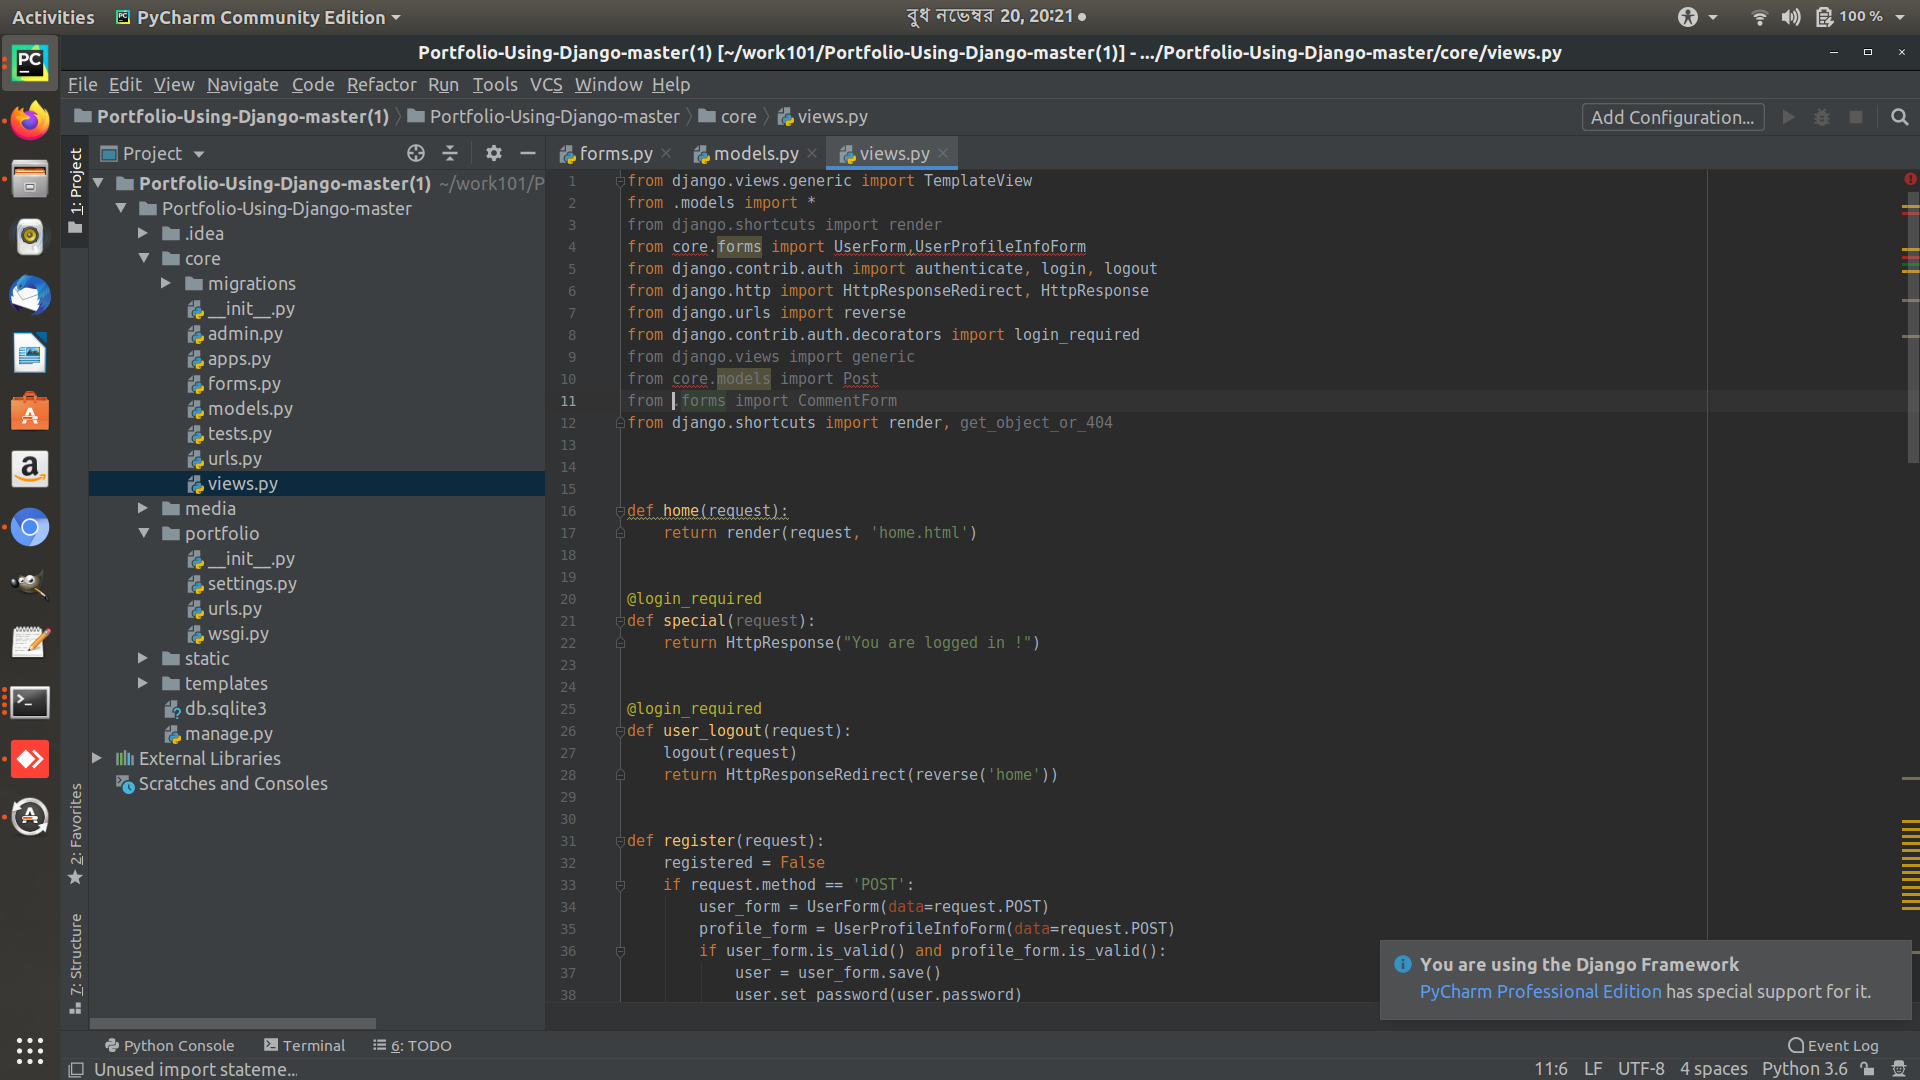 Activities
PyCharm Community Edition
বুধ নভেম্বর 20, 20:21
100 %
Portfolio-Using-Django-master(1) [~/work101/Portfolio-Using-Django-master(1)] - .../Portfolio-Using-Django-master/core/views.py
File Edit View Navigate Code Refactor Run Tools VCS Window Help
Portfolio-Using-Django-master(1) Portfolio-Using-Django-master core views.py
Add Configuration...
1: Project
2: Favorites
7: Structure
Project
Portfolio-Using-Django-master(1) ~/work101/P
Portfolio-Using-Django-master
.idea
core
migrations
__init__.py
admin.py
apps.py
forms.py
models.py
tests.py
urls.py
views.py
media
portfolio
__init__.py
settings.py
urls.py
wsgi.py
static
templates
db.sqlite3
manage.py
External Libraries
Scratches and Consoles
forms.py models.py views.py
1 from django.views.generic import TemplateView
2 from .models import *
3 from django.shortcuts import render
4 from core.forms import UserForm,UserProfileInfoForm
5 from django.contrib.auth import authenticate, login, logout
6 from django.http import HttpResponseRedirect, HttpResponse
7 from django.urls import reverse
8 from django.contrib.auth.decorators import login_required
9 from django.views import generic
10 from core.models import Post
11 from .forms import CommentForm
12 from django.shortcuts import render, get_object_or_404
13
14
15
16 def home(request):
17 return render(request, 'home.html')
18
19
20 @login_required
21 def special(request):
22 return HttpResponse("You are logged in !")
23
24
25 @login_required
26 def user_logout(request):
27 logout(request)
28 return HttpResponseRedirect(reverse('home'))
29
30
31 def register(request):
32 registered = False
33 if request.method == 'POST':
34 user_form = UserForm(data=request.POST)
35 profile_form = UserProfileInfoForm(data=request.POST)
36 if user_form.is_valid() and profile_form.is_valid():
37 user = user_form.save()
38 user.set_password(user.password)
You are using the Django Framework
PyCharm Professional Edition has special support for it.
Python Console Terminal 6: TODO
Event Log
Unused import stateme...
11:6 LF UTF-8 4 spaces Python 3.6